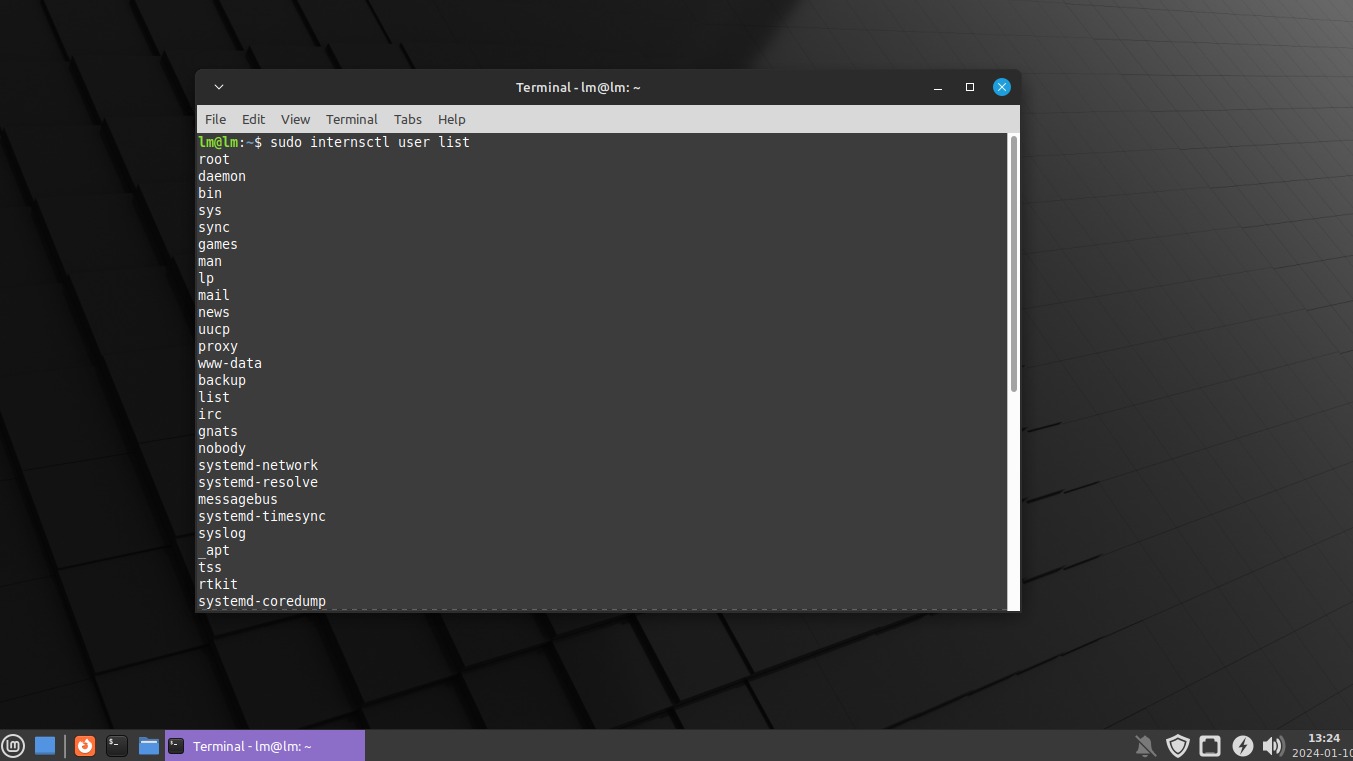 Terminal - lm@lm: ~
File Edit View Terminal Tabs Help
lm@lm:~$ sudo internsctl user list
root
daemon
bin
sys
sync
games
man
lp
mail
news
uucp
proxy
www-data
backup
list
irc
gnats
nobody
systemd-network
systemd-resolve
messagebus
systemd-timesync
syslog
_apt
tss
rtkit
systemd-coredump
Terminal - lm@lm: ~
13:24
2024-01-10